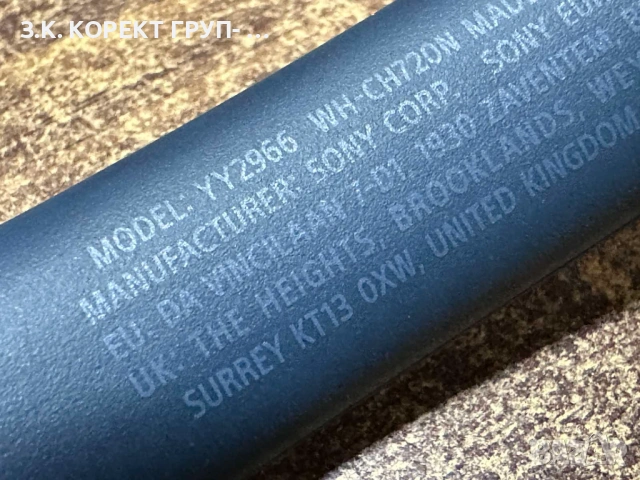 З.К. КОРЕКТ ГРУП- ...
MODEL: YY2966 WH-CH720N
MANUFACTURER: SONY CORP. SONY
EU: DA VINCILAAN 7-D1 1930 ZAVENTEM
UK: THE HEIGHTS, BROOKLANDS,
SURREY KT13 0XW, UNITED KINGDOM